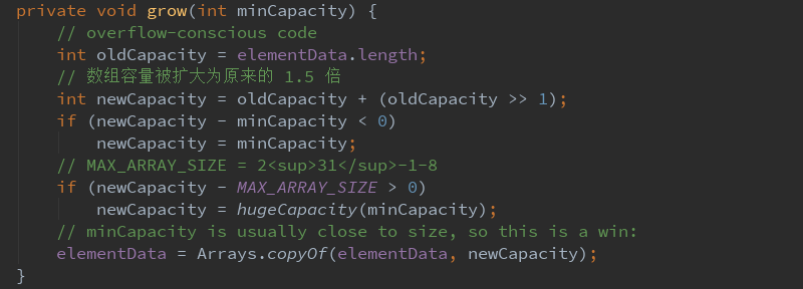 private void grow(int minCapacity) {
    // overflow-conscious code
    int oldCapacity = elementData.length;
    // 数组容量被扩大为原来的 1.5 倍
    int newCapacity = oldCapacity + (oldCapacity >> 1);
    if (newCapacity - minCapacity < 0)
        newCapacity = minCapacity;
    // MAX_ARRAY_SIZE = 2<sup>31</sup>-1-8
    if (newCapacity - MAX_ARRAY_SIZE > 0)
        newCapacity = hugeCapacity(minCapacity);
    // minCapacity is usually close to size, so this is a win:
    elementData = Arrays.copyOf(elementData, newCapacity);
}